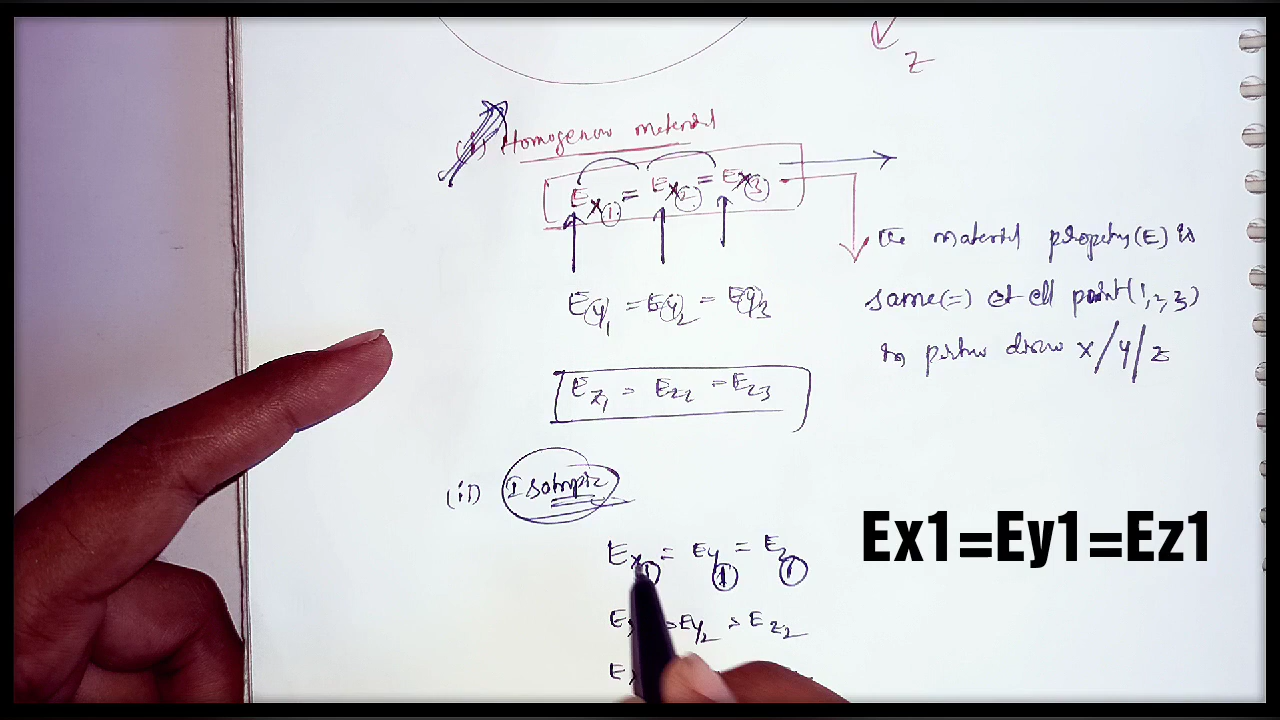 z
(i) Homogenous material
Ex1 = Ex2 = Ex3
the material property (E) is
Ey1 = Ey2 = Ey3
same(=) at all point (1,2,3)
x/y/z
Ez1 = Ez2 = Ez3
(ii) Isotropic
Ex1 = Ey1 = Ez1
Ex1=Ey1=Ez1
Ey2 = Ez2